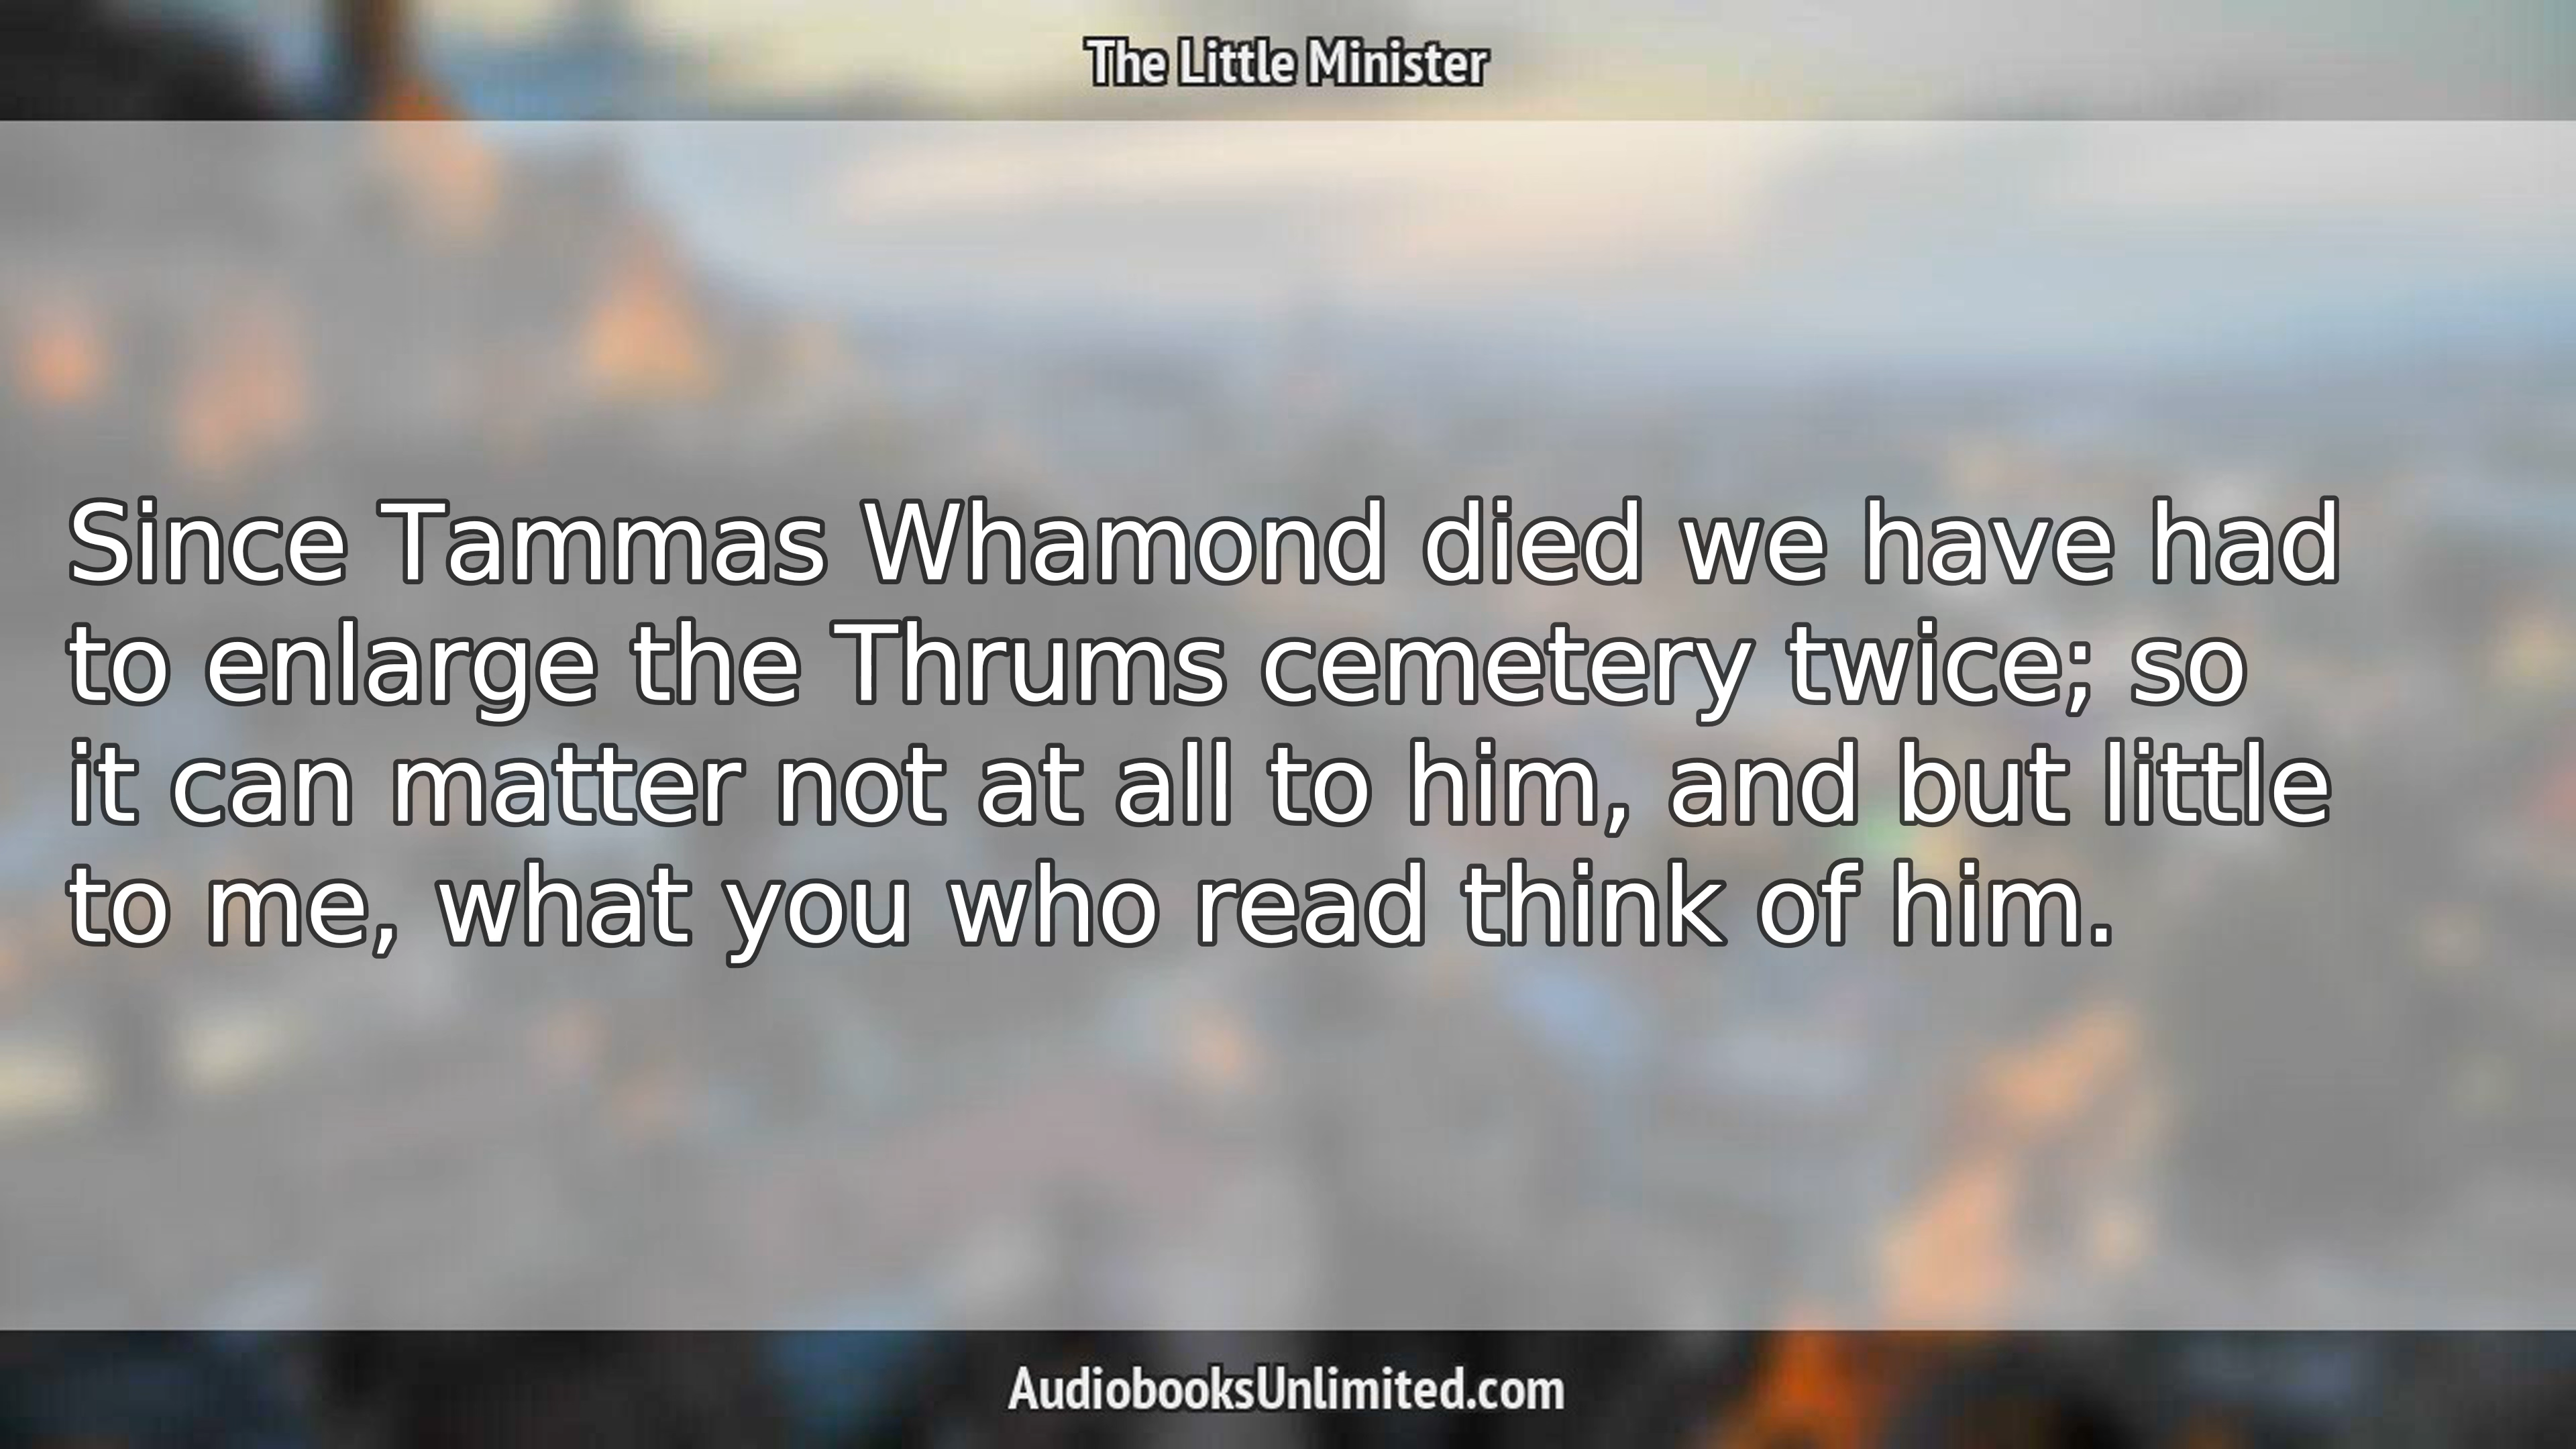 The Little Minister
Since Tammas Whamond died we have had
to enlarge the Thrums cemetery twice; so
it can matter not at all to him, and but little
to me, what you who read think of him.
AudiobooksUnlimited.com